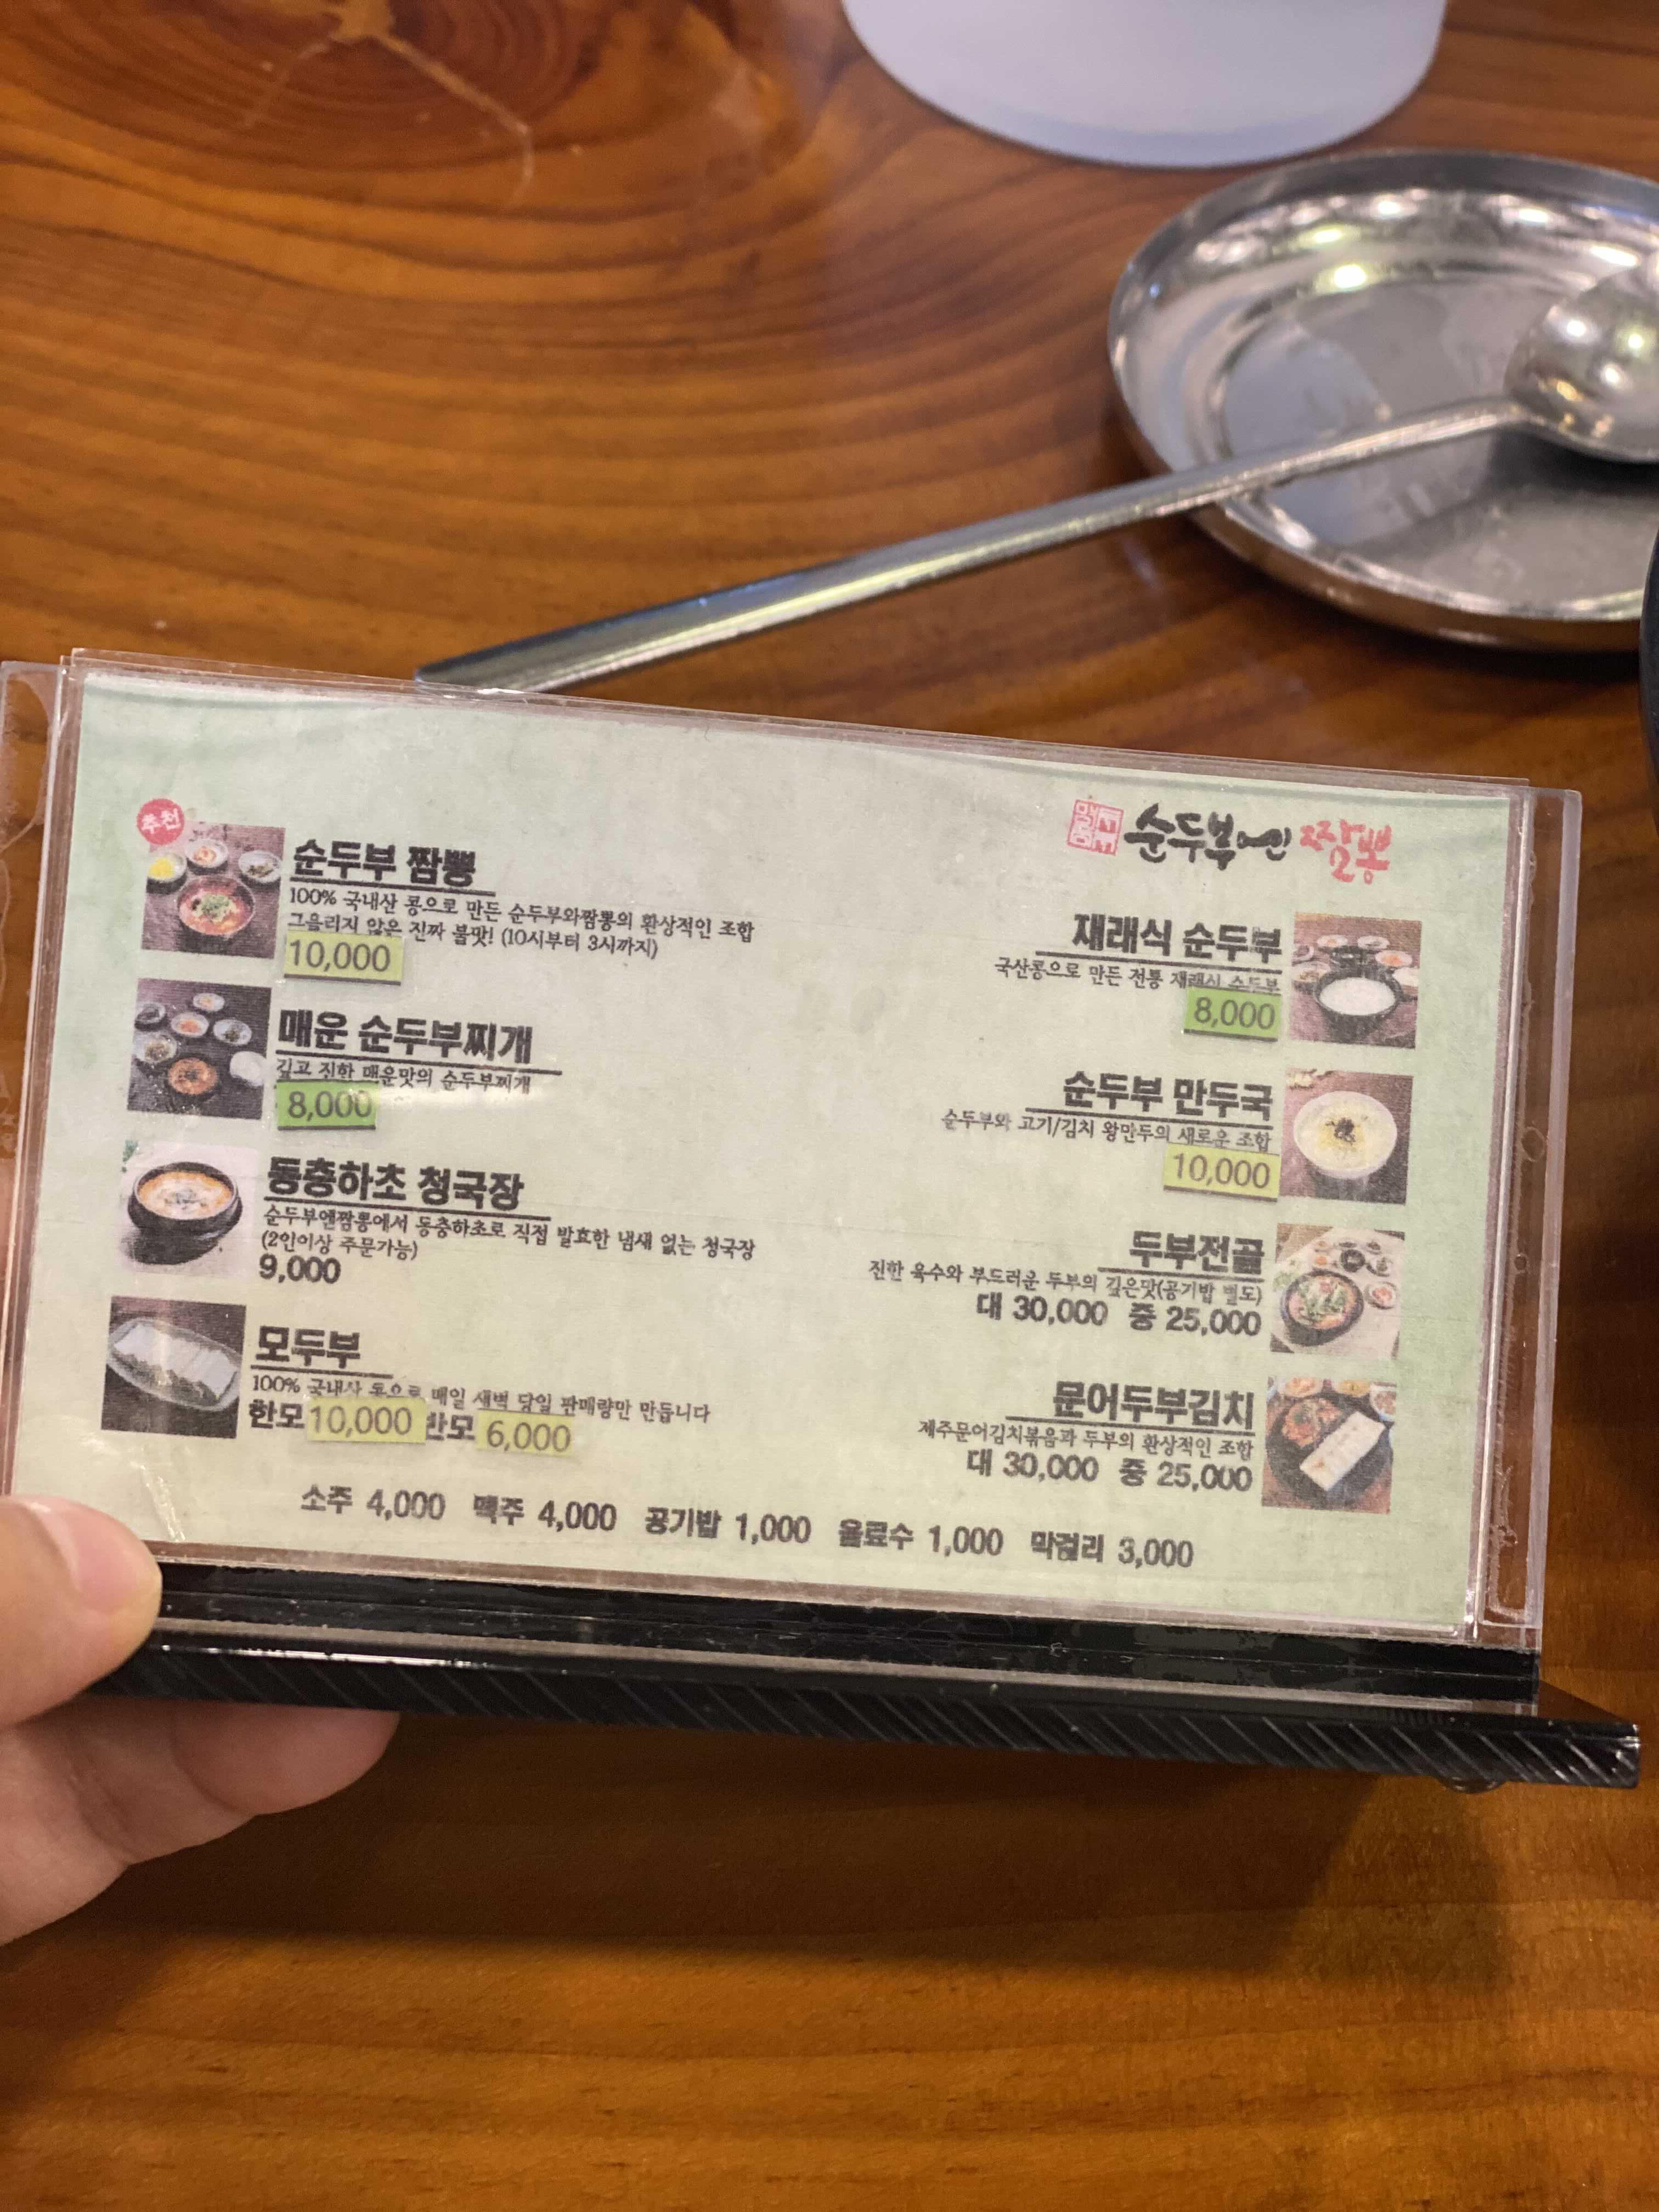 추천
순두부 짬뽕
100% 국내산 콩으로 만든 순두부와짬뽕의 환상적인 조합
그을리지 않은 진짜 불맛! (10시부터 3시까지)
10,000
매운 순두부찌개
깊고 진한 매운맛의 순두부찌개
8,000
동충하초 청국장
순두부엔짬뽕에서 동충하초로 직접 발효한 냄새 없는 청국장
(2인이상 주문가능)
9,000
모두부
100% 국내산 콩으로 매일 새벽 당일 판매량만 만듭니다
한모 10,000 반모 6,000
순두부엔 짬뽕
재래식 순두부
국산콩으로 만든 전통 재래식 순두부
8,000
순두부 만두국
순두부와 고기/김치 왕만두의 새로운 조합
10,000
두부전골
진한 육수와 부드러운 두부의 깊은맛(공기밥 별도)
대 30,000 중 25,000
문어두부김치
제주문어김치볶음과 두부의 환상적인 조합
대 30,000 중 25,000
소주 4,000 맥주 4,000 공기밥 1,000 음료수 1,000 막걸리 3,000